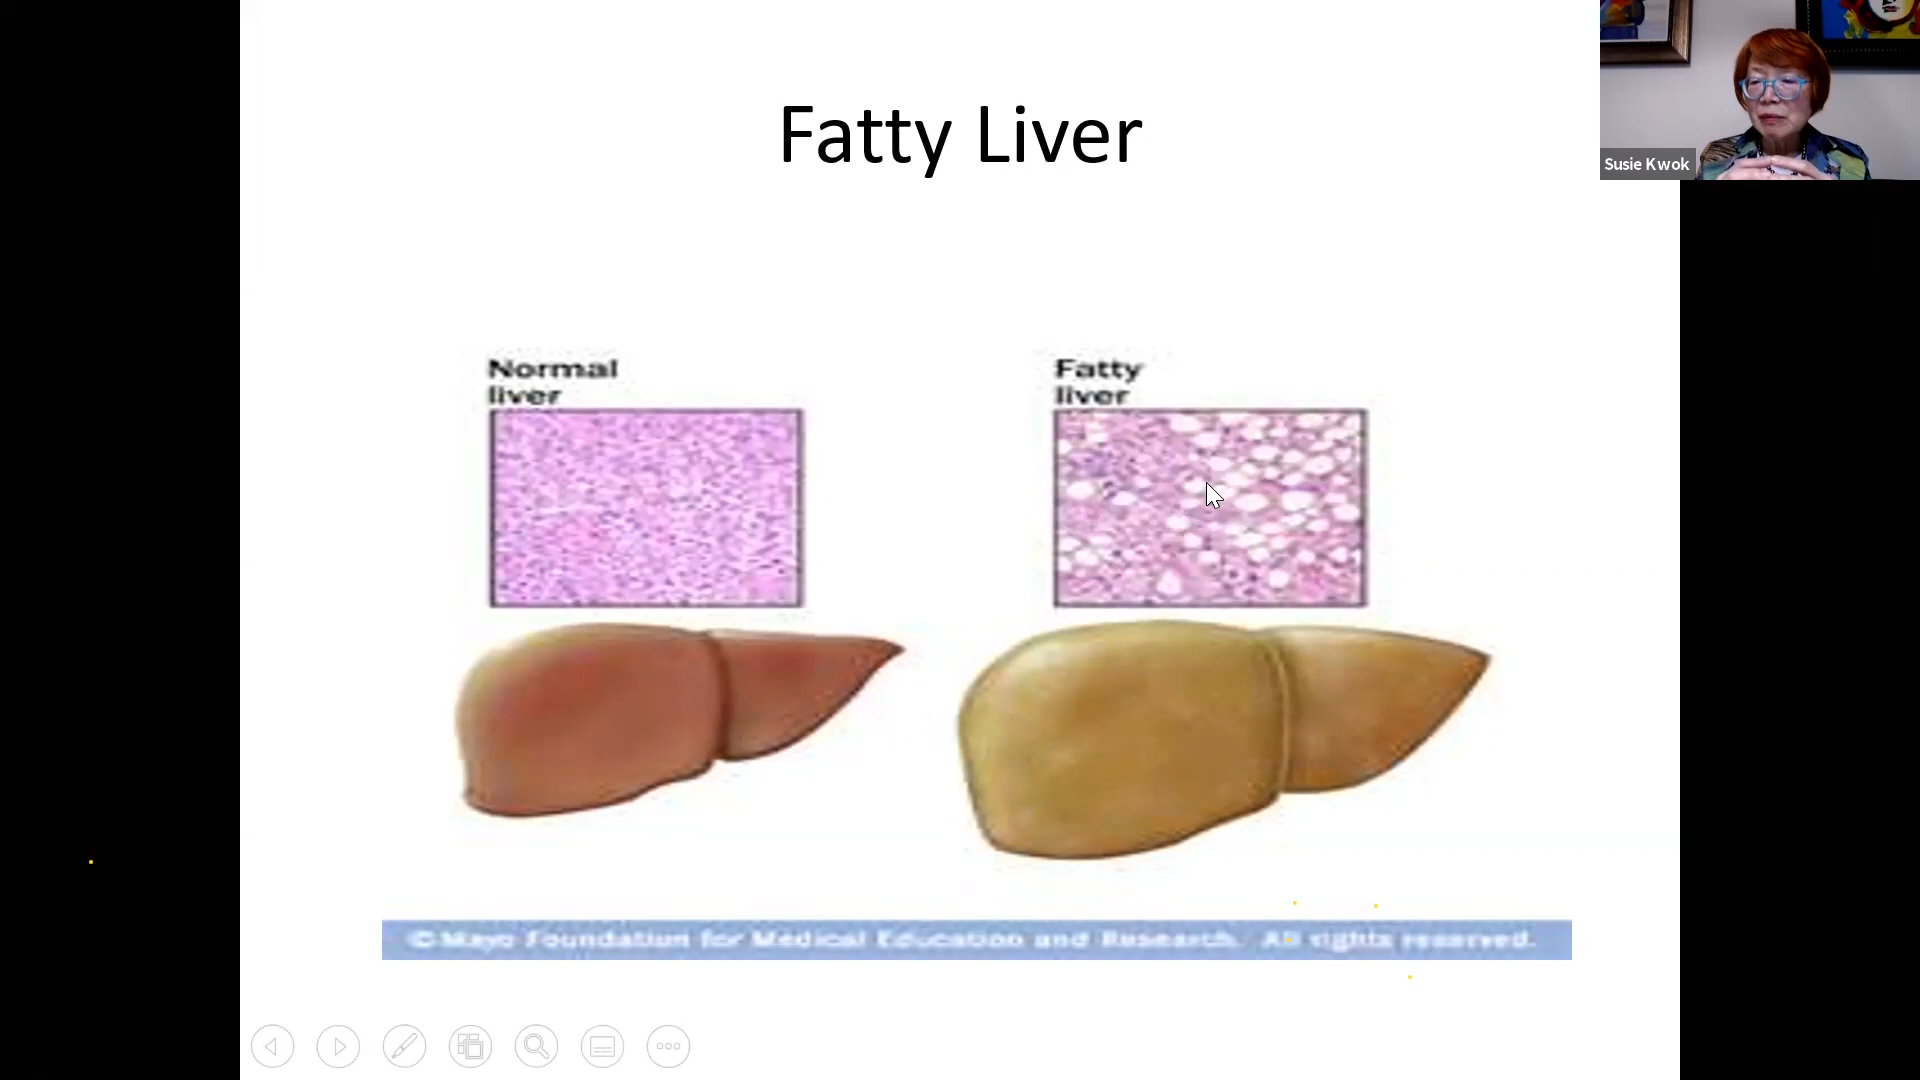 Fatty Liver
Susie Kwok
Normal
liver
Fatty
liver
© Mayo Foundation for Medical Education and Research. All rights reserved.